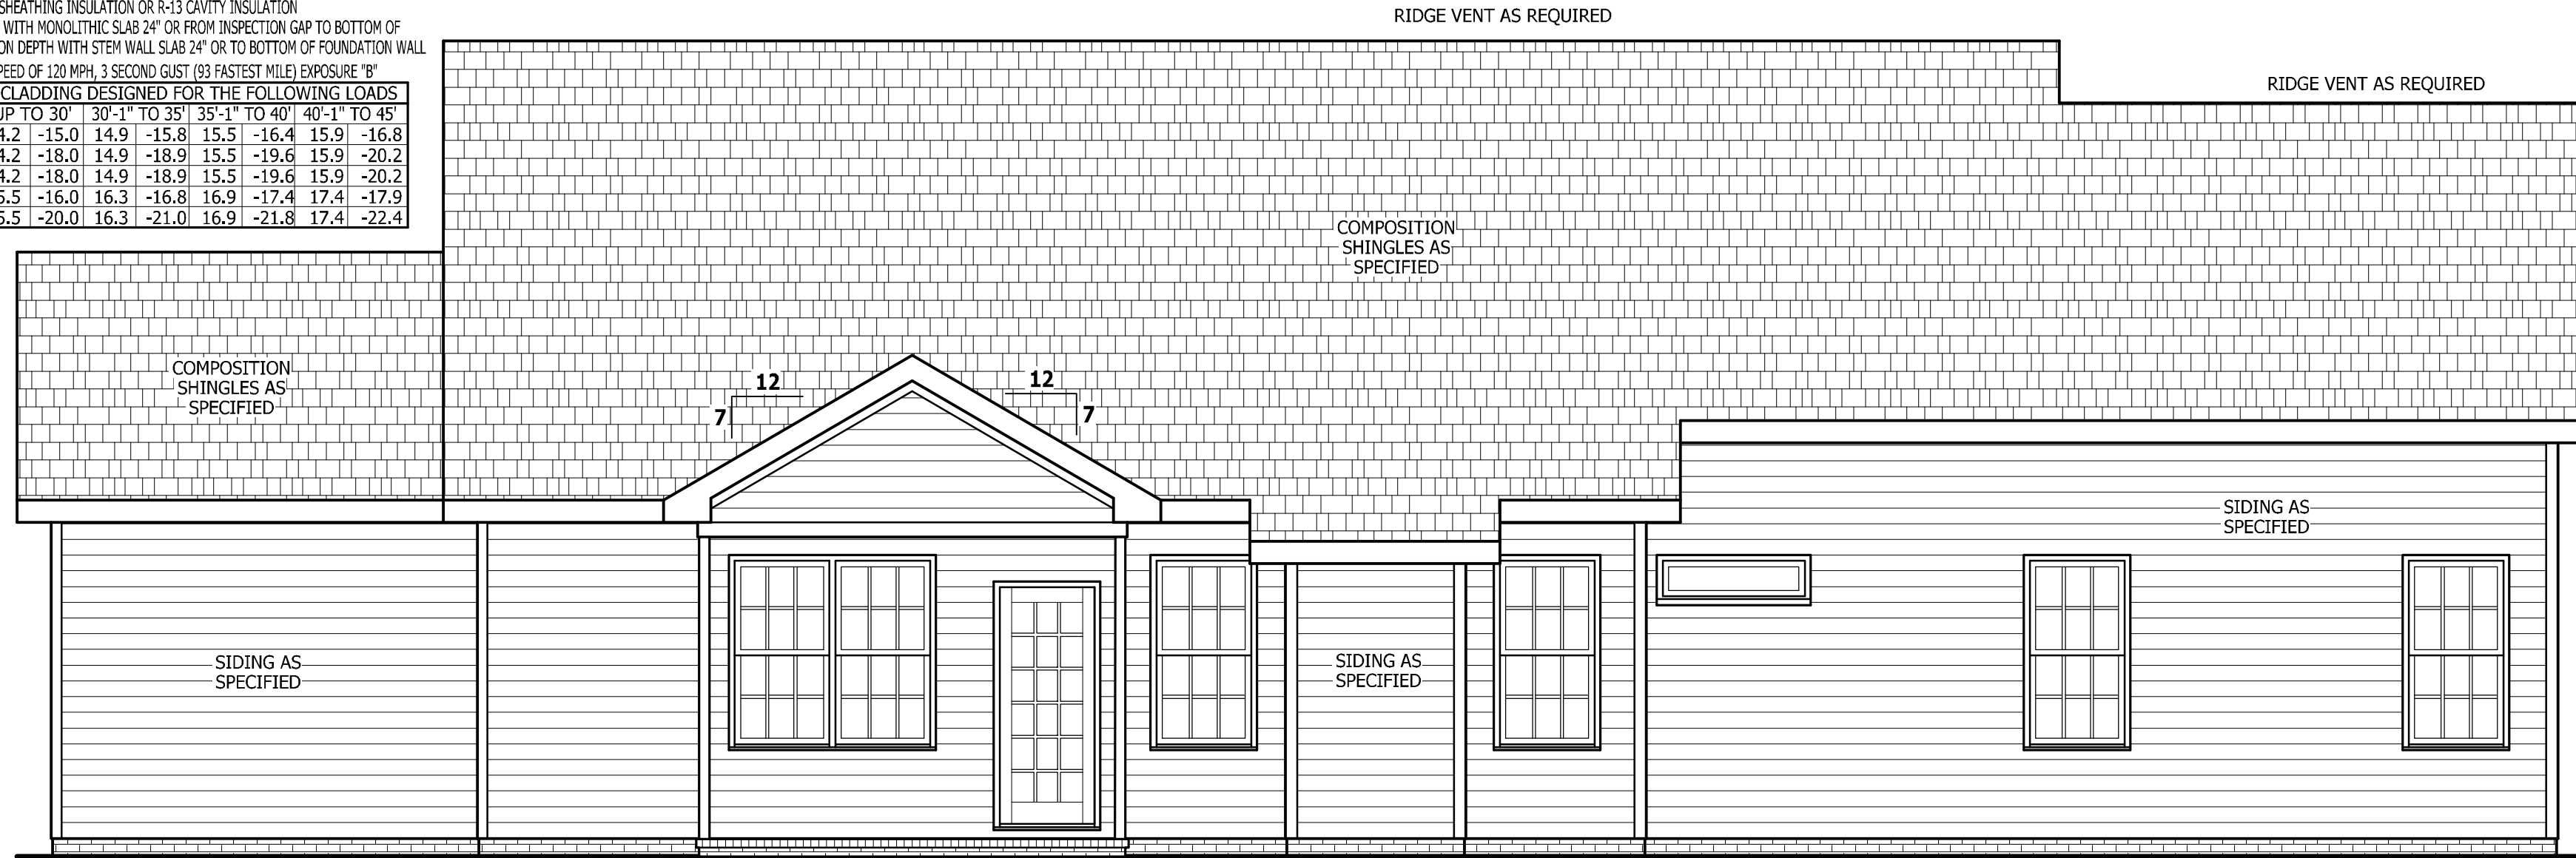 SHEATHING INSULATION OR R-13 CAVITY INSULATION
WITH MONOLITHIC SLAB 24" OR FROM INSPECTION GAP TO BOTTOM OF
ON DEPTH WITH STEM WALL SLAB 24" OR TO BOTTOM OF FOUNDATION WALL
PEED OF 120 MPH, 3 SECOND GUST (93 FASTEST MILE) EXPOSURE "B"
CLADDING DESIGNED FOR THE FOLLOWING LOADS
UP TO 30' 30'-1" TO 35' 35'-1" TO 40' 40'-1" TO 45'
4.2 -15.0 14.9 -15.8 15.5 -16.4 15.9 -16.8
4.2 -18.0 14.9 -18.9 15.5 -19.6 15.9 -20.2
4.2 -18.0 14.9 -18.9 15.5 -19.6 15.9 -20.2
5.5 -16.0 16.3 -16.8 16.9 -17.4 17.4 -17.9
5.5 -20.0 16.3 -21.0 16.9 -21.8 17.4 -22.4
RIDGE VENT AS REQUIRED
RIDGE VENT AS REQUIRED
COMPOSITION
SHINGLES AS
SPECIFIED
COMPOSITION
SHINGLES AS
SPECIFIED
12
7
12
7
SIDING AS
SPECIFIED
SIDING AS
SPECIFIED
SIDING AS
SPECIFIED